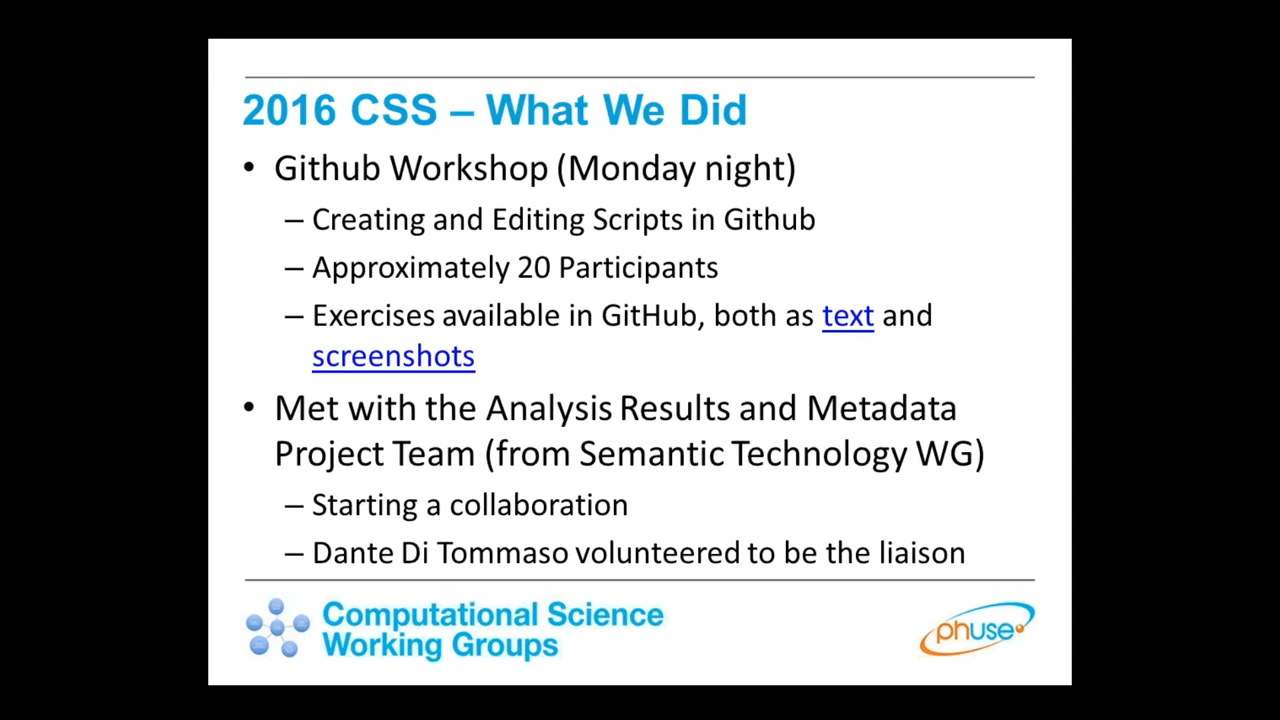 2016 CSS – What We Did
• Github Workshop (Monday night)
– Creating and Editing Scripts in Github
– Approximately 20 Participants
– Exercises available in GitHub, both as text and
screenshots
• Met with the Analysis Results and Metadata
Project Team (from Semantic Technology WG)
– Starting a collaboration
– Dante Di Tommaso volunteered to be the liaison
Computational Science
Working Groups
phuse